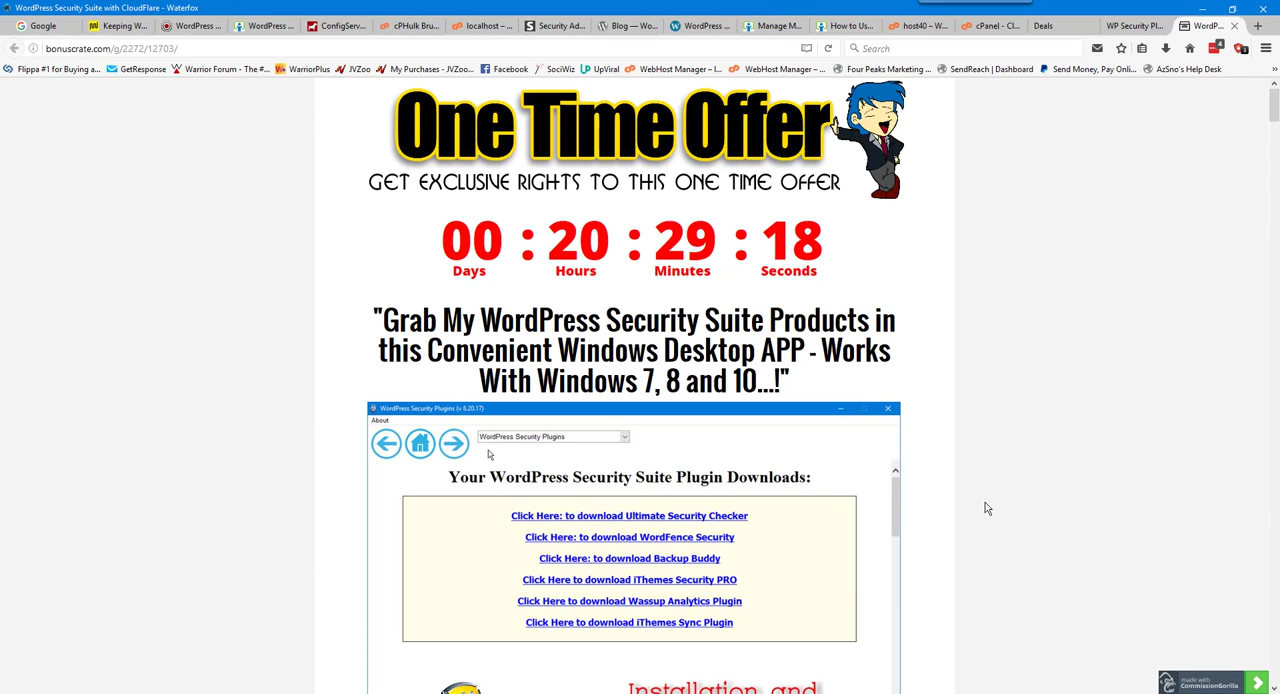 WordPress Security Suite with CloudFlare - Waterfox
Google
Keeping W...
WordPress ...
WordPress ...
ConfigServ...
cPHulk Bru...
localhost – ...
Security Ad...
Blog — Wo...
WordPress ...
Manage M...
How to Us...
host40 – W...
cPanel - Cl...
Deals
WP Security Pl...
WordP...
bonuscrate.com/g/2272/12703/
Search
4
Flippa #1 for Buying a...
GetResponse
Warrior Forum - The #...
WarriorPlus
JVZoo
My Purchases - JVZoo...
Facebook
SociWiz
UpViral
WebHost Manager – I...
WebHost Manager – ...
Four Peaks Marketing ...
SendReach | Dashboard
Send Money, Pay Onli...
AzSno's Help Desk
One Time Offer
GET EXCLUSIVE RIGHTS TO THIS ONE TIME OFFER
00 : 20 : 29 : 18
Days Hours Minutes Seconds
"Grab My WordPress Security Suite Products in
this Convenient Windows Desktop APP - Works
With Windows 7, 8 and 10...!"
WordPress Security Plugins (v 8.20.17)
About
WordPress Security Plugins
Your WordPress Security Suite Plugin Downloads:
Click Here: to download Ultimate Security Checker
Click Here: to download WordFence Security
Click Here: to download Backup Buddy
Click Here to download iThemes Security PRO
Click Here to download Wassup Analytics Plugin
Click Here to download iThemes Sync Plugin
Installation and
made with
CommissionGorilla